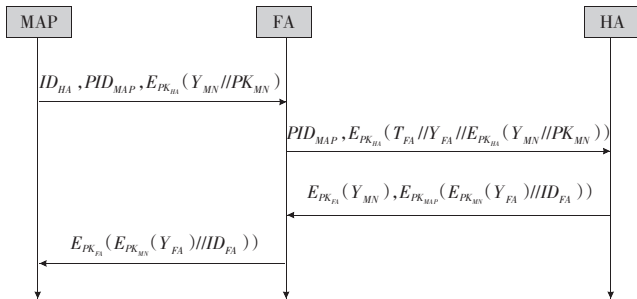 MAP FA HA
ID_HA ,PID_MAP ,E_PK_HA (Y_MN//PK_MN)
PID_MAP ,E_PK_HA (T_FA//Y_FA//E_PK_HA (Y_MN//PK_MN))
E_PK_FA (Y_MN),E_PK_MAP (E_PK_MN (Y_FA)//ID_FA))
E_PK_FA (E_PK_MN (Y_FA)//ID_FA))